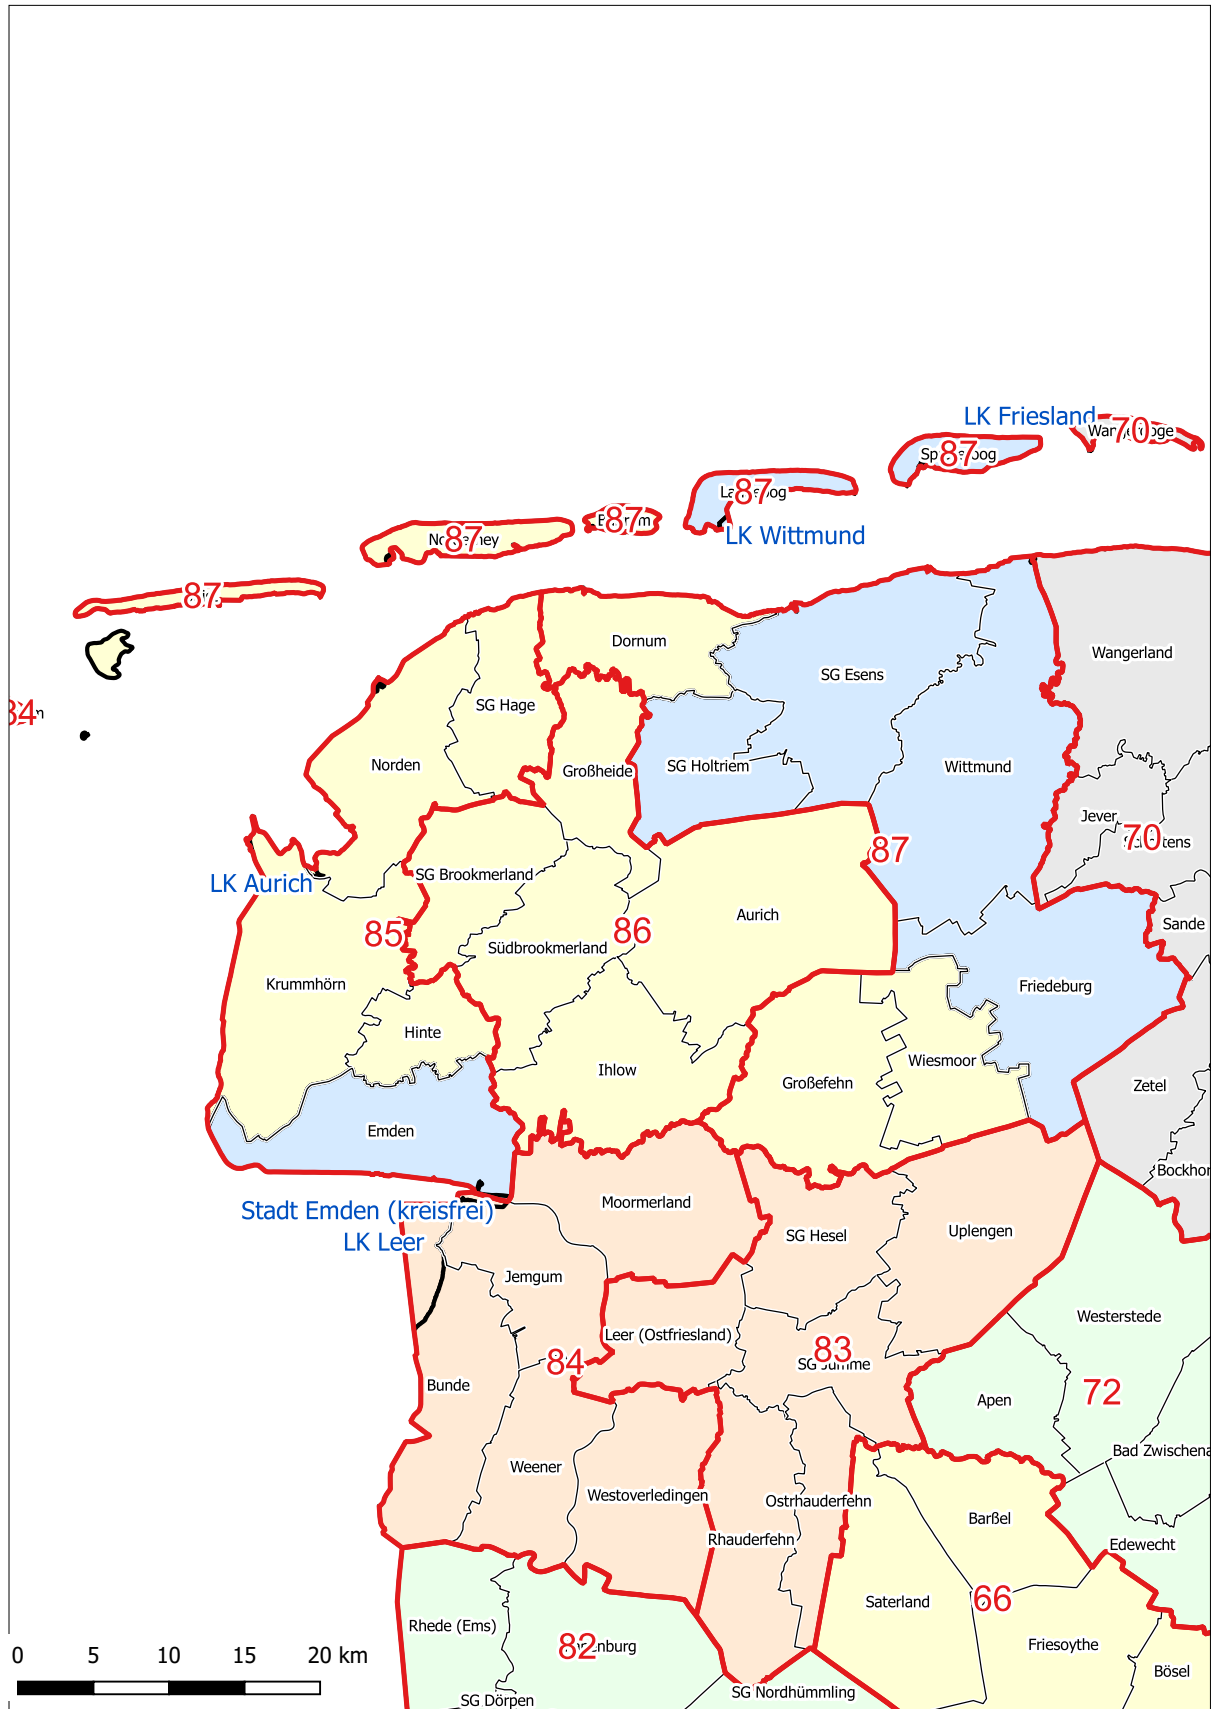 LK Friesland
70
87
87
LK Wittmund
87
87
87
Dornum
Wangerland
SG Esens
SG Hage
84
Norden
Großheide
SG Holtriem
Wittmund
Jever
70
87
SG Brookmerland
LK Aurich
Aurich
Sande
85
86
Südbrookmerland
Krummhörn
Friedeburg
Hinte
Wiesmoor
Ihlow
Großefehn
Zetel
Emden
Stadt Emden (kreisfrei)
Moormerland
LK Leer
SG Hesel
Uplengen
Jemgum
Westerstede
Leer (Ostfriesland)
83
84
Bunde
72
Apen
Bad Zwischena
Weener
Westoverledingen
Ostrhauderfehn
Barßel
Rhauderfehn
Edewecht
Saterland
66
Rhede (Ems)
82
Friesoythe
Bösel
SG Nordhümmling
SG Dörpen
0 5 10 15 20 km